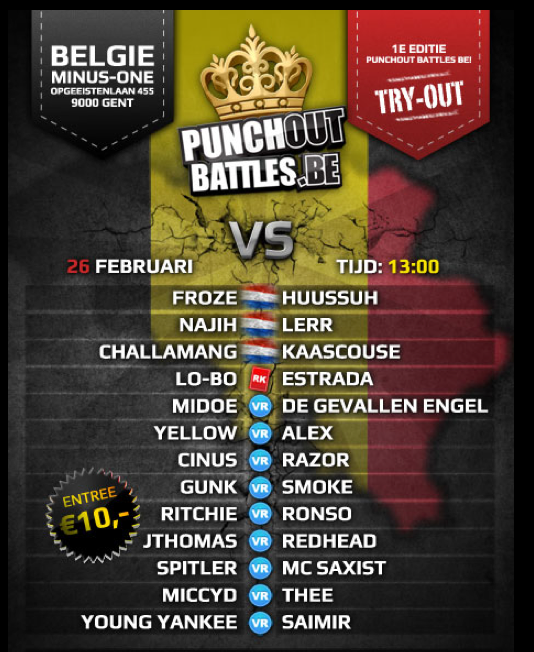 BELGIE
MINUS-ONE
OPGEEISTENLAAN 455
9000 GENT
1E EDITIE
PUNCHOUT BATTLES BE!
TRY-OUT
PUNCHOUT
BATTLES.BE
VS
26 FEBRUARI TIJD: 13:00
FROZE HUUSSUH
NAJIH LERR
CHALLAMANG KAASCOUSE
LO-BO RK ESTRADA
MIDOE VR DE GEVALLEN ENGEL
YELLOW VR ALEX
CINUS VR RAZOR
GUNK VR SMOKE
RITCHIE VR RONSO
JTHOMAS VR REDHEAD
SPITLER VR MC SAXIST
MICCYD VR THEE
YOUNG YANKEE VR SAIMIR
ENTREE
€10,-